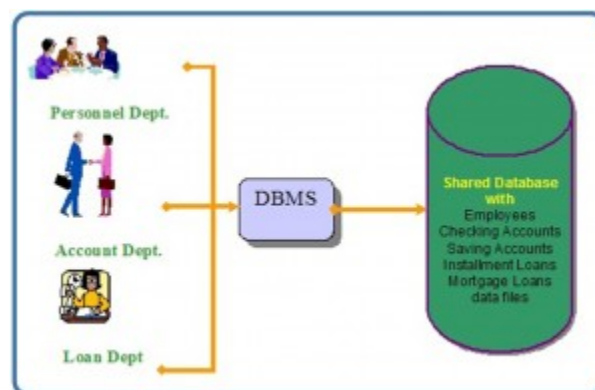 Personnel Dept.
Account Dept.
Loan Dept
DBMS
Shared Database
with
Employees
Checking Accounts
Saving Accounts
Installment Loans
Mortgage Loans
data files